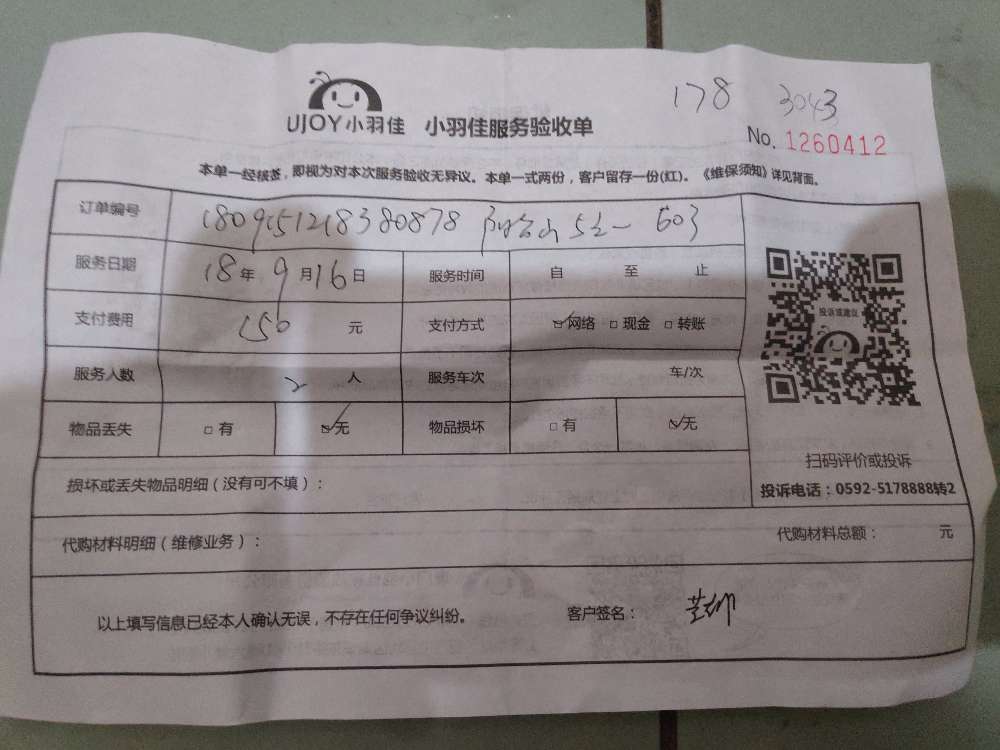 178 3043
UJOY小羽佳 小羽佳服务验收单
No. 1260412
本单一经核签，即视为对本次服务验收无异议。本单一式两份，客户留存一份(红)。《维保须知》详见背面。
订单编号 1809151218380878 603
服务日期 18年9月16日 服务时间 自 至 止
支付费用 150 元 支付方式 ☑网络 □现金 □转账
投诉或建议
服务人数 2 人 服务车次 车/次
物品丢失 □有 ☑无 物品损坏 □有 ☑无
扫码评价或投诉
损坏或丢失物品明细（没有可不填）：
投诉电话：0592-5178888转2
代购材料明细（维修业务）： 代购材料总额： 元
以上填写信息已经本人确认无误，不存在任何争议纠纷。 客户签名：